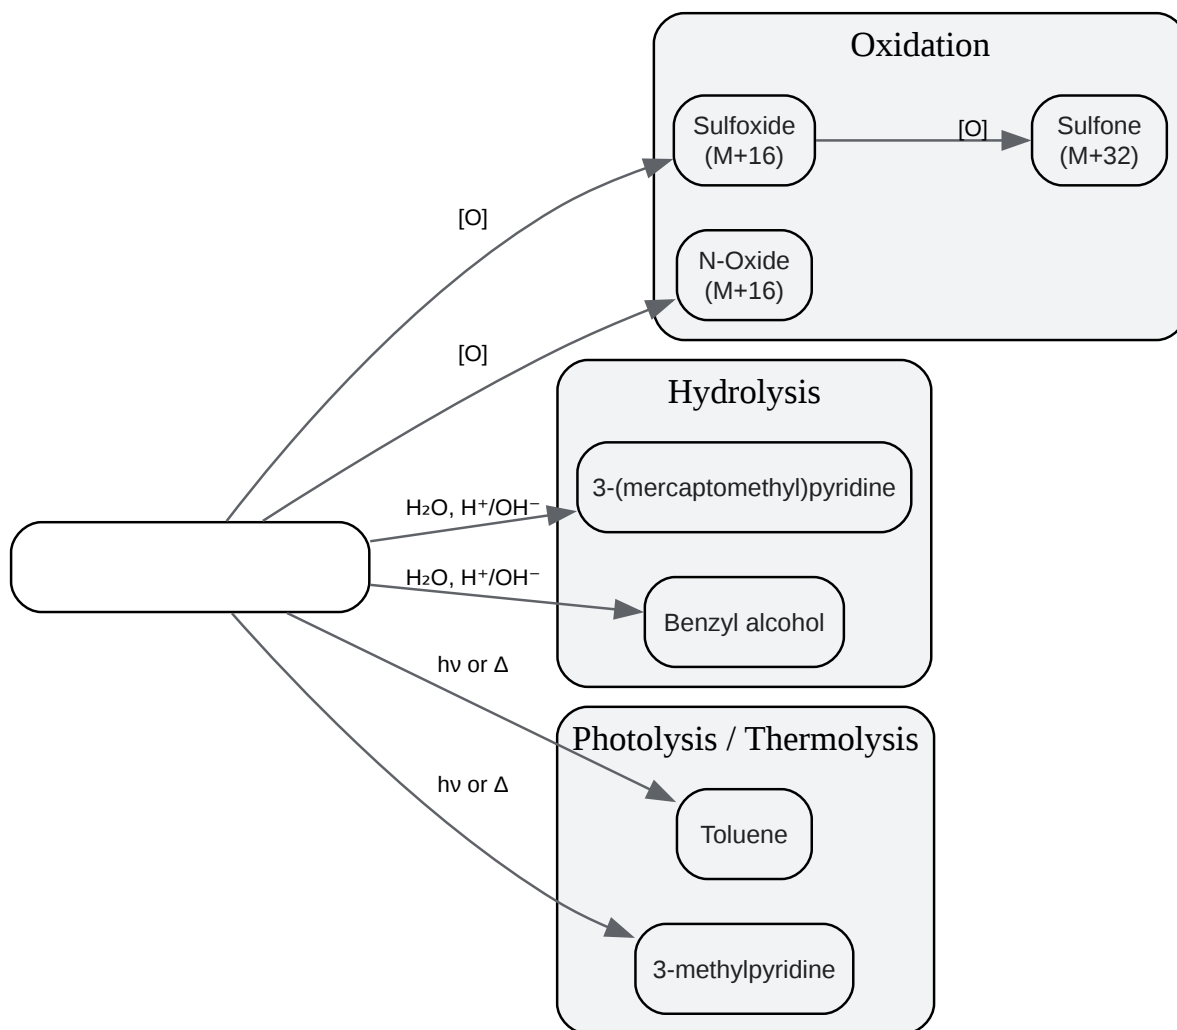 Oxidation
Sulfoxide
(M+16)
[O]
Sulfone
(M+32)
[O]
N-Oxide
(M+16)
[O]
Hydrolysis
3-(mercaptomethyl)pyridine
H₂O, H⁺/OH⁻
H₂O, H⁺/OH⁻
Benzyl alcohol
hν or Δ
Photolysis / Thermolysis
hν or Δ
Toluene
3-methylpyridine